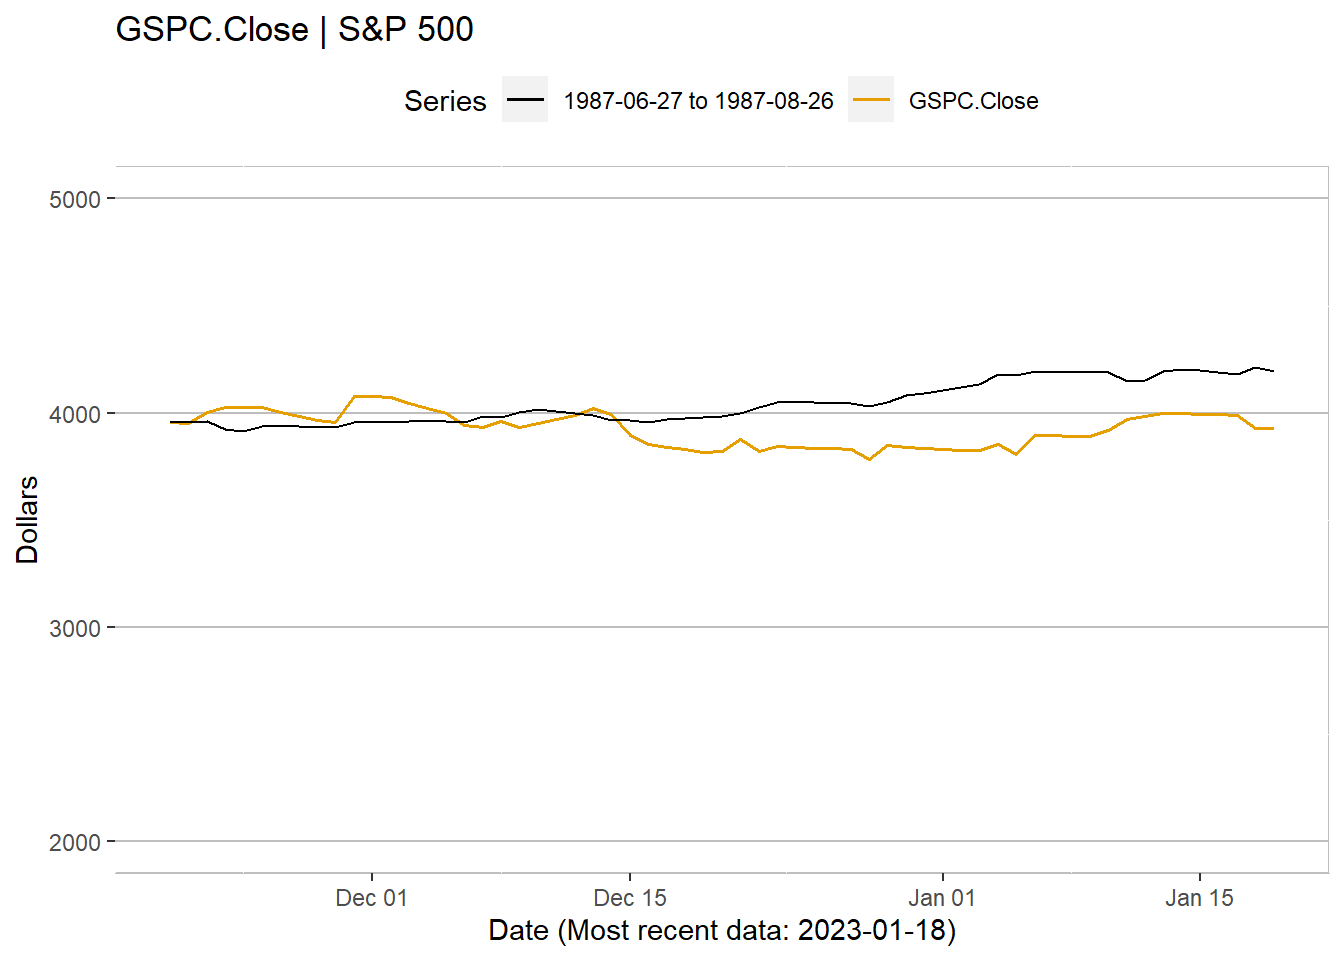 GSPC.Close | S&P 500
Series 1987-06-27 to 1987-08-26 GSPC.Close
5000
4000
3000
2000
Dollars
Dec 01 Dec 15 Jan 01 Jan 15
Date (Most recent data: 2023-01-18)